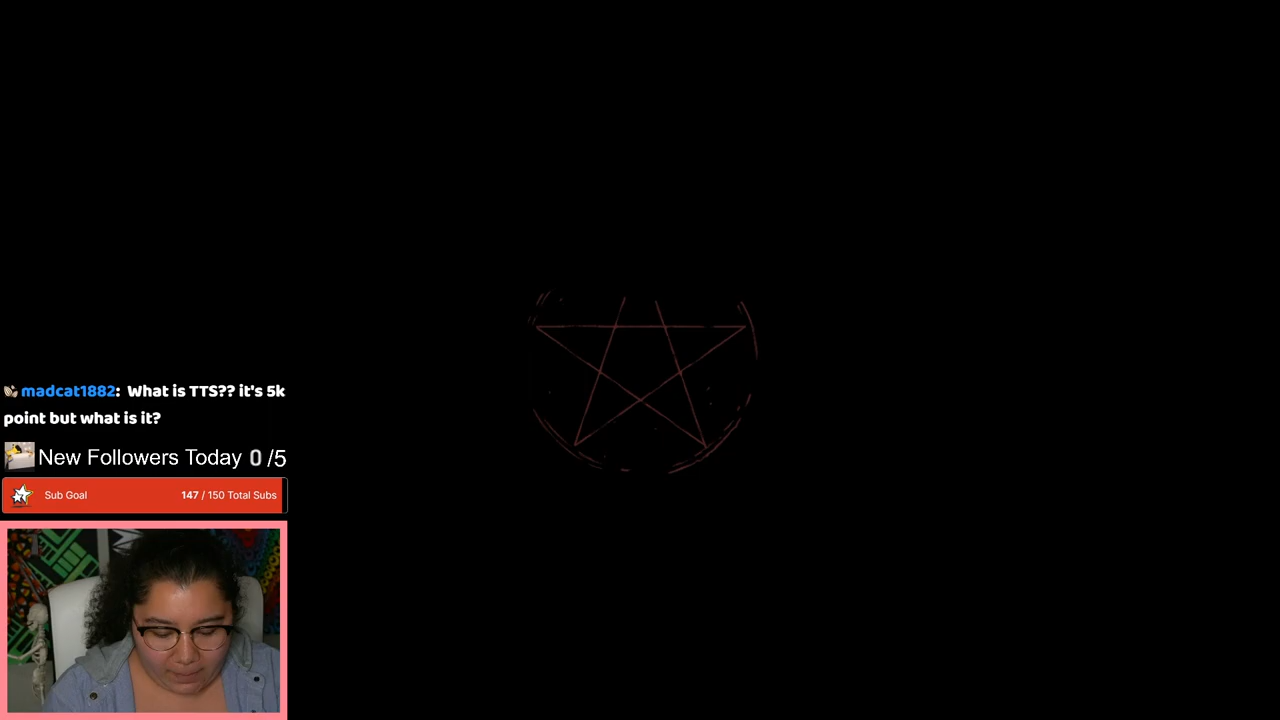 madcat1882: What is TTS?? it's 5k
point but what is it?
New Followers Today 0 /5
Sub Goal 147 / 150 Total Subs